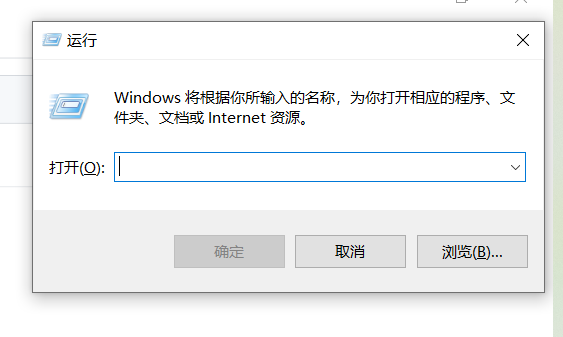 运行
Windows 将根据你所输入的名称，为你打开相应的程序、文
件夹、文档或 Internet 资源。
打开(O):
确定
取消
浏览(B)...